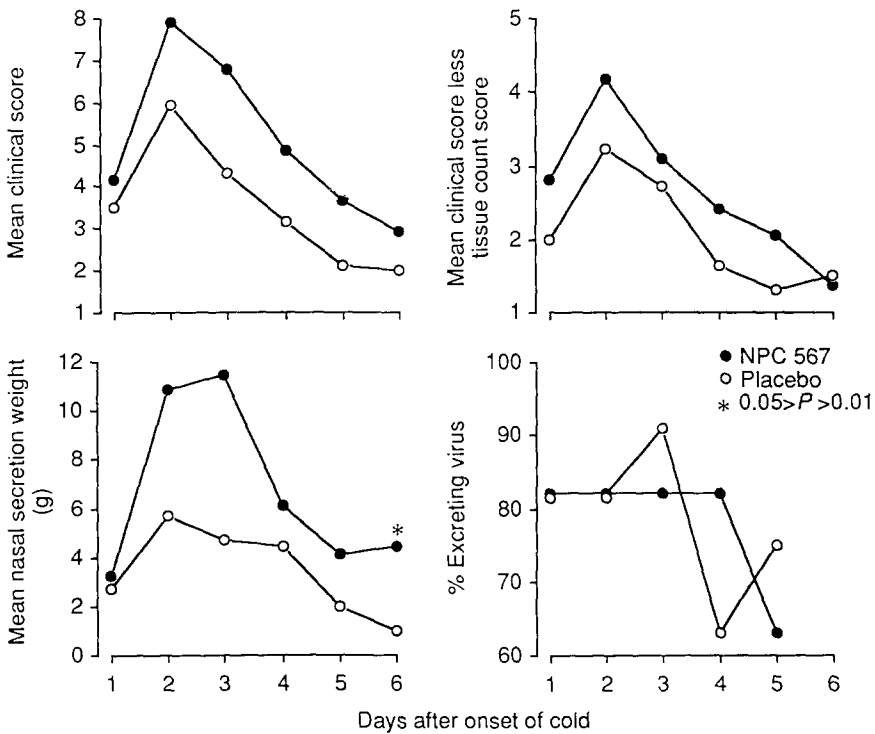 Mean clinical score
8
7
6
5
4
3
2
1
Mean clinical score less
tissue count score
5
4
3
2
1
Mean nasal secretion weight
(g)
12
10
8
6
4
2
0
*
1 2 3 4 5 6
% Excreting virus
100
90
80
70
60
● NPC 567
○ Placebo
* 0.05>P>0.01
1 2 3 4 5 6
Days after onset of cold